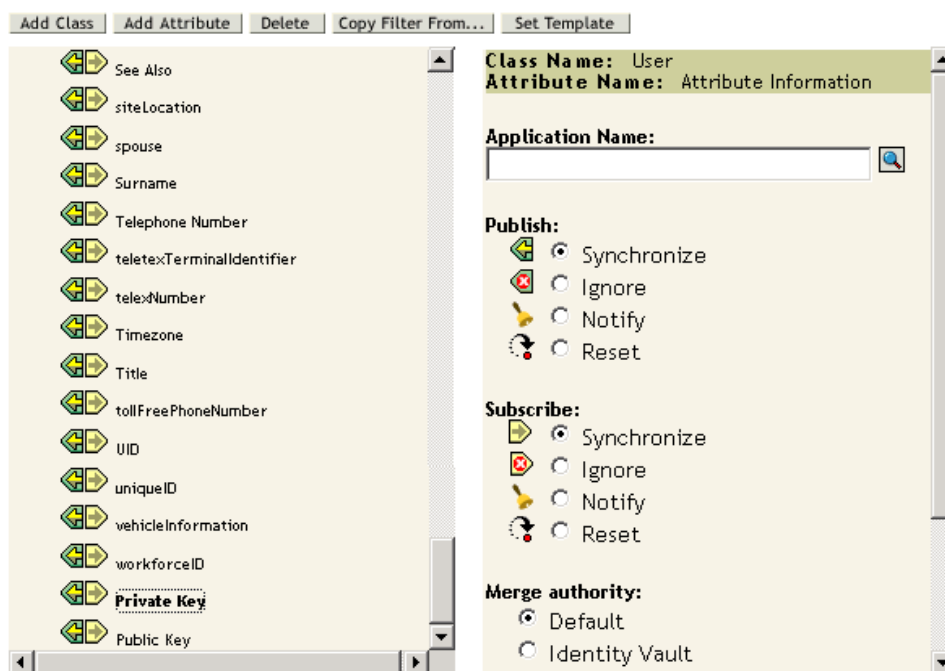 Add Class Add Attribute Delete Copy Filter From... Set Template
See Also
siteLocation
spouse
Surname
Telephone Number
teletexTerminalIdentifier
telexNumber
Timezone
Title
tollFreePhoneNumber
UID
uniqueID
vehicleInformation
workforceID
Private Key
Public Key
Class Name: User
Attribute Name: Attribute Information
Application Name:
Publish:
Synchronize
Ignore
Notify
Reset
Subscribe:
Synchronize
Ignore
Notify
Reset
Merge authority:
Default
Identity Vault